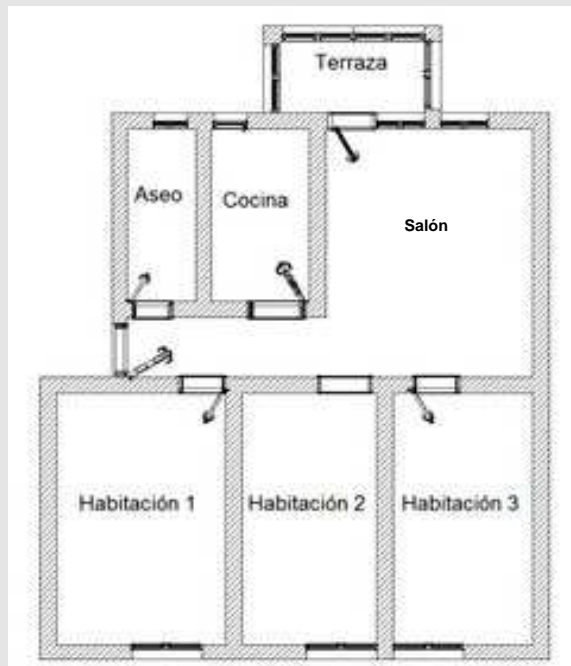 Terraza
Aseo
Cocina
Salón
Habitación 1
Habitación 2
Habitación 3